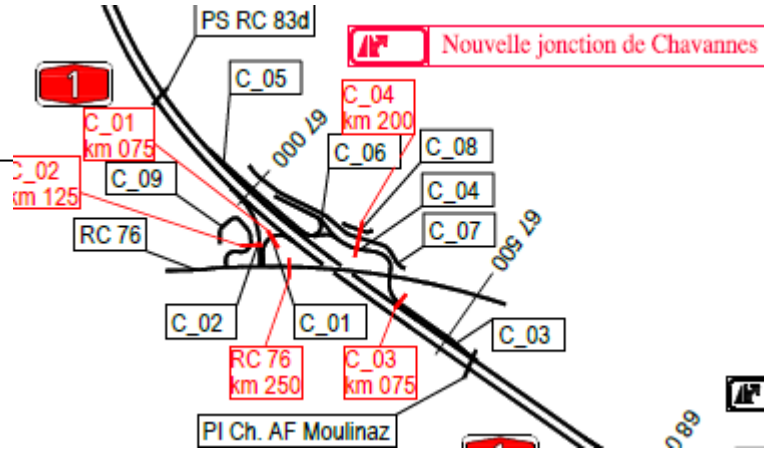 PS RC 83d
Nouvelle jonction de Chavannes
1
C_05
C_04
km 200
C_01
km 075
67 000
C_06
C_08
C_02
km 125
C_09
C_04
C_07
RC 76
67 500
C_02
C_01
C_03
RC 76
km 250
C_03
km 075
PI Ch. AF Moulinaz
68 0